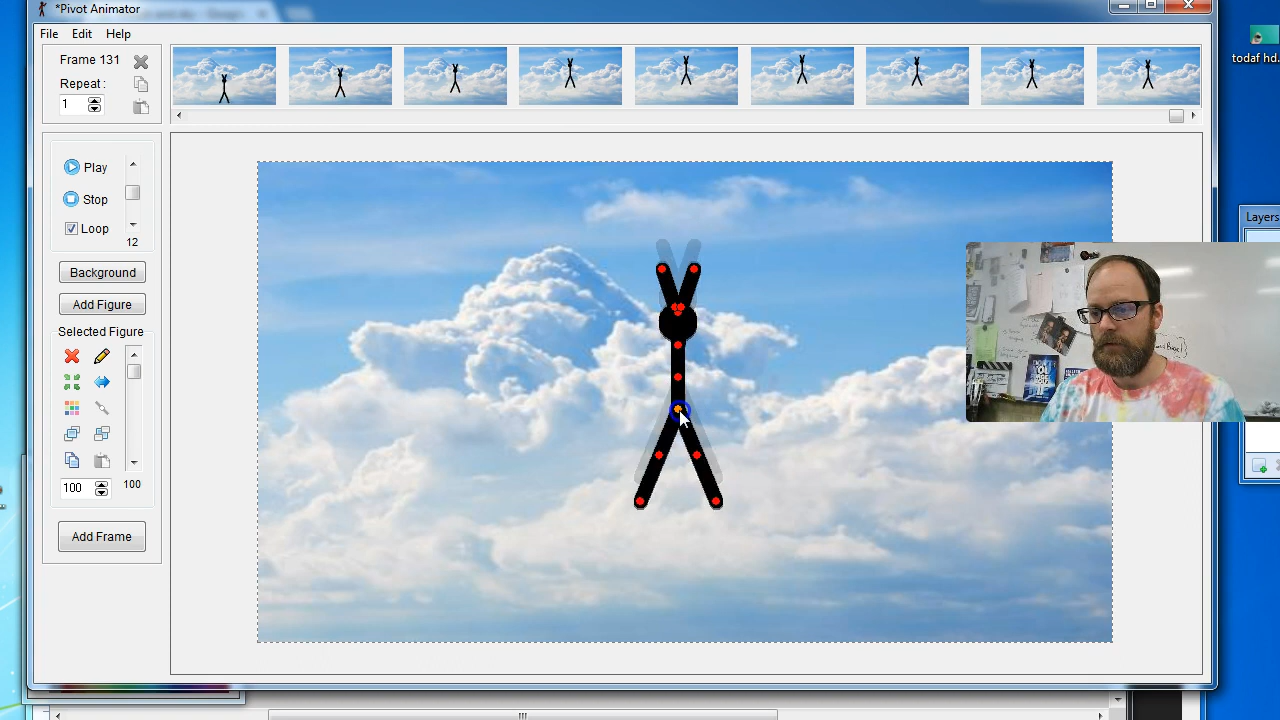 *Pivot Animator
File Edit Help
Frame 131
Repeat :
1
Play
Stop
Loop
12
Background
Add Figure
Selected Figure
100
100
Add Frame
todaf hd.
Layers